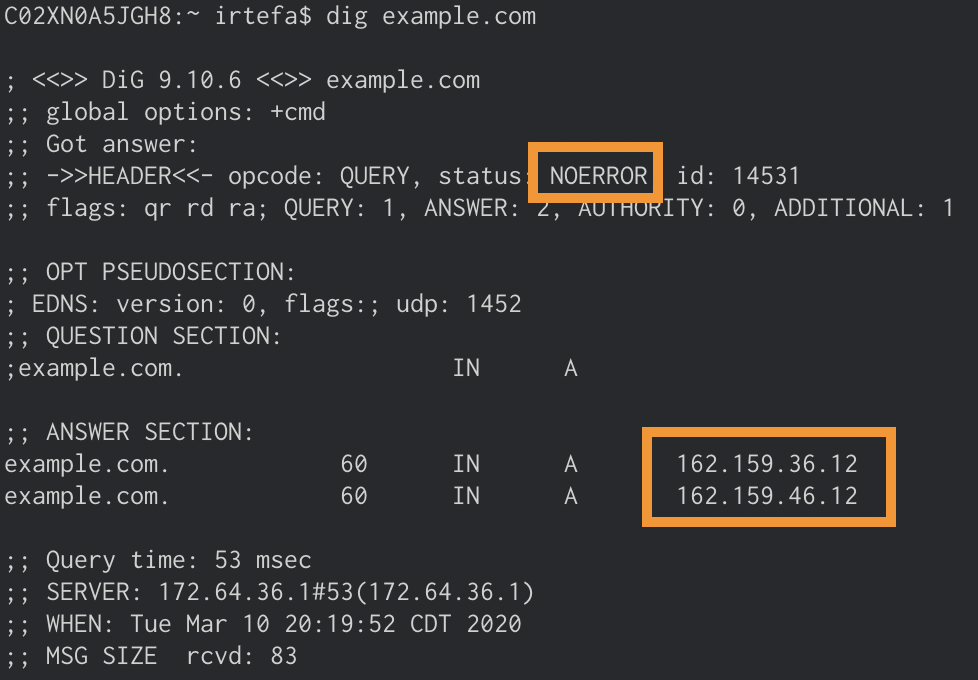 C02XN0A5JGH8:~ irtefa$ dig example.com
; <<>> DiG 9.10.6 <<>> example.com
;; global options: +cmd
;; Got answer:
;; ->>HEADER<<- opcode: QUERY, status: NOERROR id: 14531
;; flags: qr rd ra; QUERY: 1, ANSWER: 2, AUTHORITY: 0, ADDITIONAL: 1
;; OPT PSEUDOSECTION:
; EDNS: version: 0, flags:; udp: 1452
;; QUESTION SECTION:
;example.com. IN A
;; ANSWER SECTION:
example.com. 60 IN A 162.159.36.12
example.com. 60 IN A 162.159.46.12
;; Query time: 53 msec
;; SERVER: 172.64.36.1#53(172.64.36.1)
;; WHEN: Tue Mar 10 20:19:52 CDT 2020
;; MSG SIZE rcvd: 83